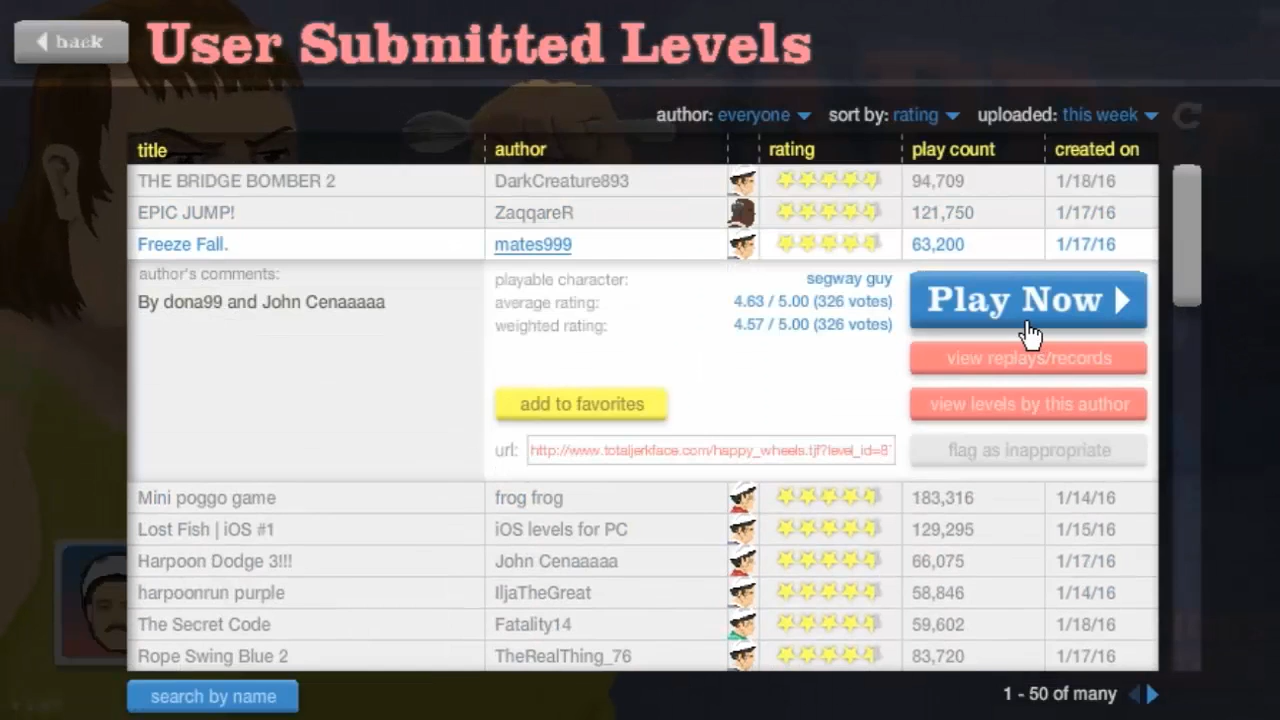 back
User Submitted Levels
author: everyone sort by: rating uploaded: this week
title author rating play count created on
THE BRIDGE BOMBER 2 DarkCreature893 94,709 1/18/16
EPIC JUMP! ZaqqareR 121,750 1/17/16
Freeze Fall. mates999 63,200 1/17/16
author's comments:
By dona99 and John Cenaaaaa
playable character: segway guy
average rating: 4.63 / 5.00 (326 votes)
weighted rating: 4.57 / 5.00 (326 votes)
Play Now
view replays/records
add to favorites
view levels by this author
url: http://www.totaljerkface.com/happy_wheels.tjf?level_id=8
flag as inappropriate
Mini poggo game frog frog 183,316 1/14/16
Lost Fish | iOS #1 iOS levels for PC 129,295 1/15/16
Harpoon Dodge 3!!! John Cenaaaaa 66,075 1/17/16
harpoonrun purple IljaTheGreat 58,846 1/14/16
The Secret Code Fatality14 59,602 1/18/16
Rope Swing Blue 2 TheRealThing_76 83,720 1/17/16
search by name
1 - 50 of many